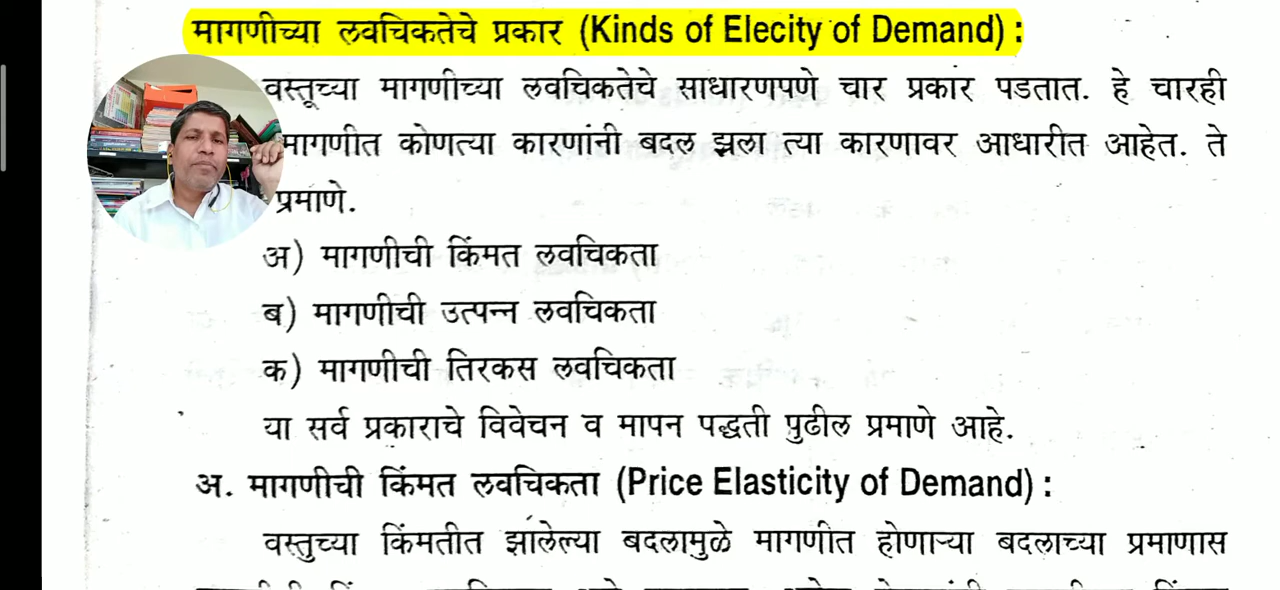 मागणीच्या लवचिकतेचे प्रकार (Kinds of Elecity of Demand) :
वस्तूच्या मागणीच्या लवचिकतेचे साधारणपणे चार प्रकार पडतात. हे चारही
मागणीत कोणत्या कारणांनी बदल झला त्या कारणावर आधारीत आहेत. ते
प्रमाणे.
अ) मागणीची किंमत लवचिकता
ब) मागणीची उत्पन्न लवचिकता
क) मागणीची तिरकस लवचिकता
या सर्व प्रकाराचे विवेचन व मापन पद्धती पुढील प्रमाणे आहे.
अ. मागणीची किंमत लवचिकता (Price Elasticity of Demand) :
वस्तुच्या किंमतीत झालेल्या बदलामुळे मागणीत होणाऱ्या बदलाच्या प्रमाणास